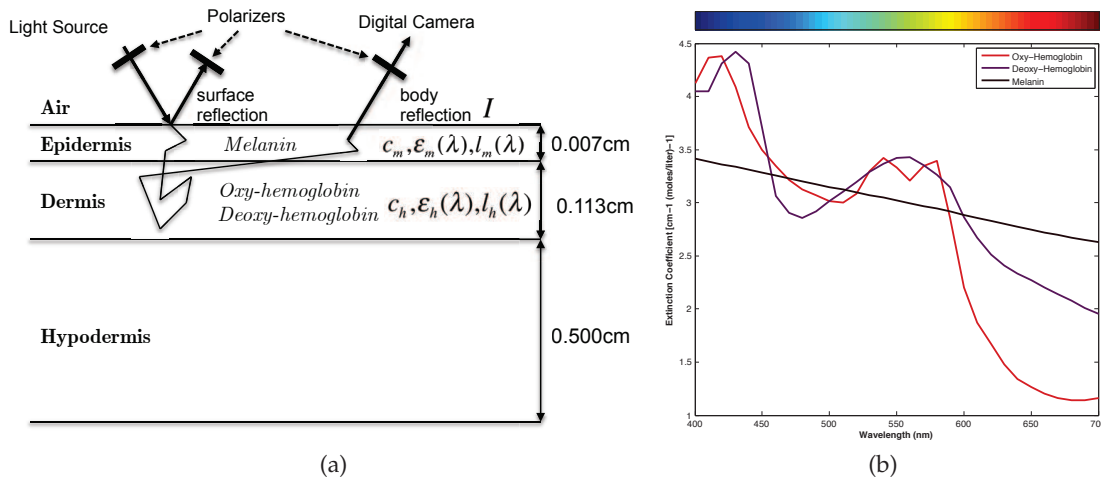 Light Source
Polarizers
Digital Camera
surface
reflection
body
reflection I
Air
Epidermis
Melanin
c_m, ε_m(λ), l_m(λ)
0.007cm
Dermis
Oxy-hemoglobin
Deoxy-hemoglobin
c_h, ε_h(λ), l_h(λ)
0.113cm
Hypodermis
0.500cm
(a)
4.5
4
3.5
3
2.5
2
1.5
1
Extinction Coefficient [cm−1 (moles/liter)−1]
Oxy−Hemoglobin
Deoxy−Hemoglobin
Melanin
400 450 500 550 600 650 70
Wavelength (nm)
(b)